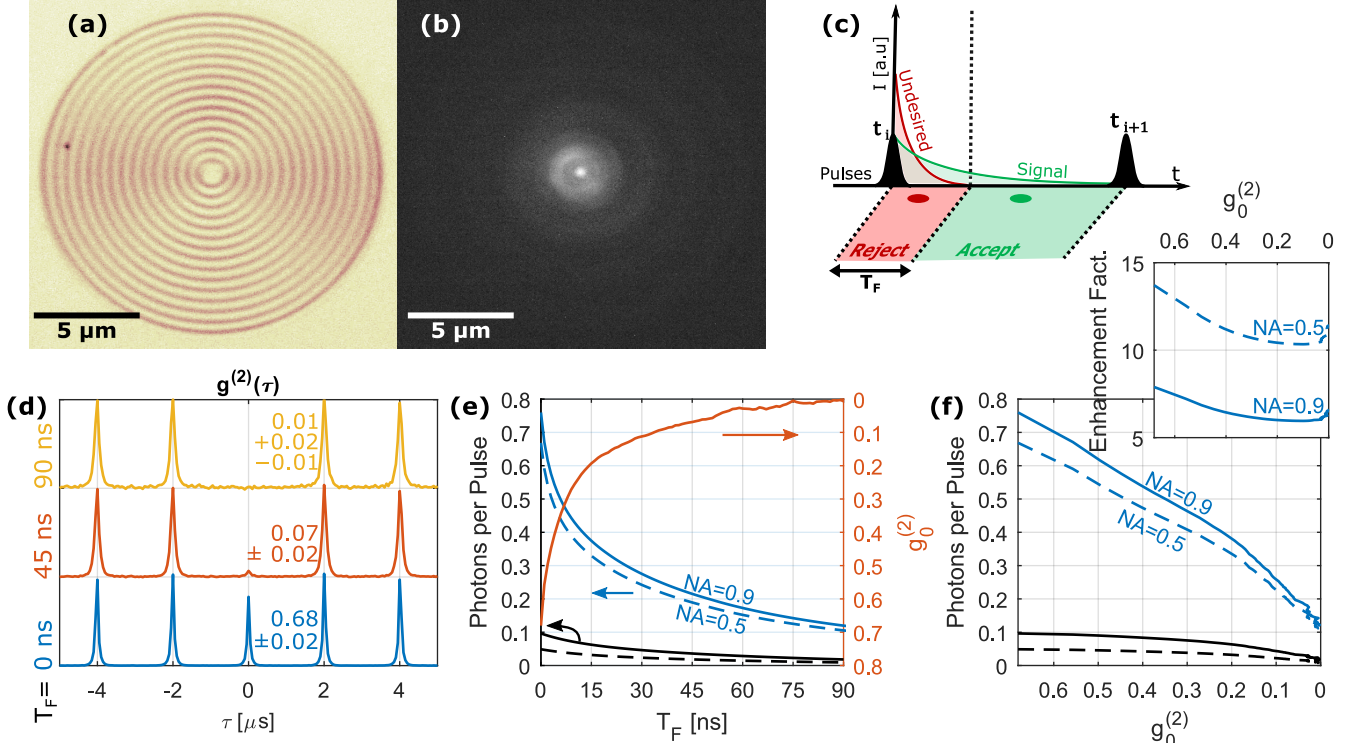 (a)
5 μm
(b)
5 μm
(c)
I [a.u]
Undesired
t i
t i+1
Signal
Pulses
t
Reject
Accept
T F
g 0 (2)
0.6 0.4 0.2 0
Enhancement Fact.
15
10
5
NA=0.5
NA=0.9
(d)
g(2)(τ)
90 ns
45 ns
0 ns
T F =
0.01
+0.02
−0.01
0.07
± 0.02
0.68
±0.02
-4 -2 0 2 4
τ [μs]
(e)
Photons per Pulse
0.8
0.7
0.6
0.5
0.4
0.3
0.2
0.1
0
NA=0.9
NA=0.5
0
0.1
0.2
0.3
0.4
0.5
0.6
0.7
0.8
g 0 (2)
0 15 30 45 60 75 90
T F [ns]
(f)
Photons per Pulse
0.8
0.7
0.6
0.5
0.4
0.3
0.2
0.1
0
NA=0.9
NA=0.5
0.6 0.5 0.4 0.3 0.2 0.1 0
g 0 (2)